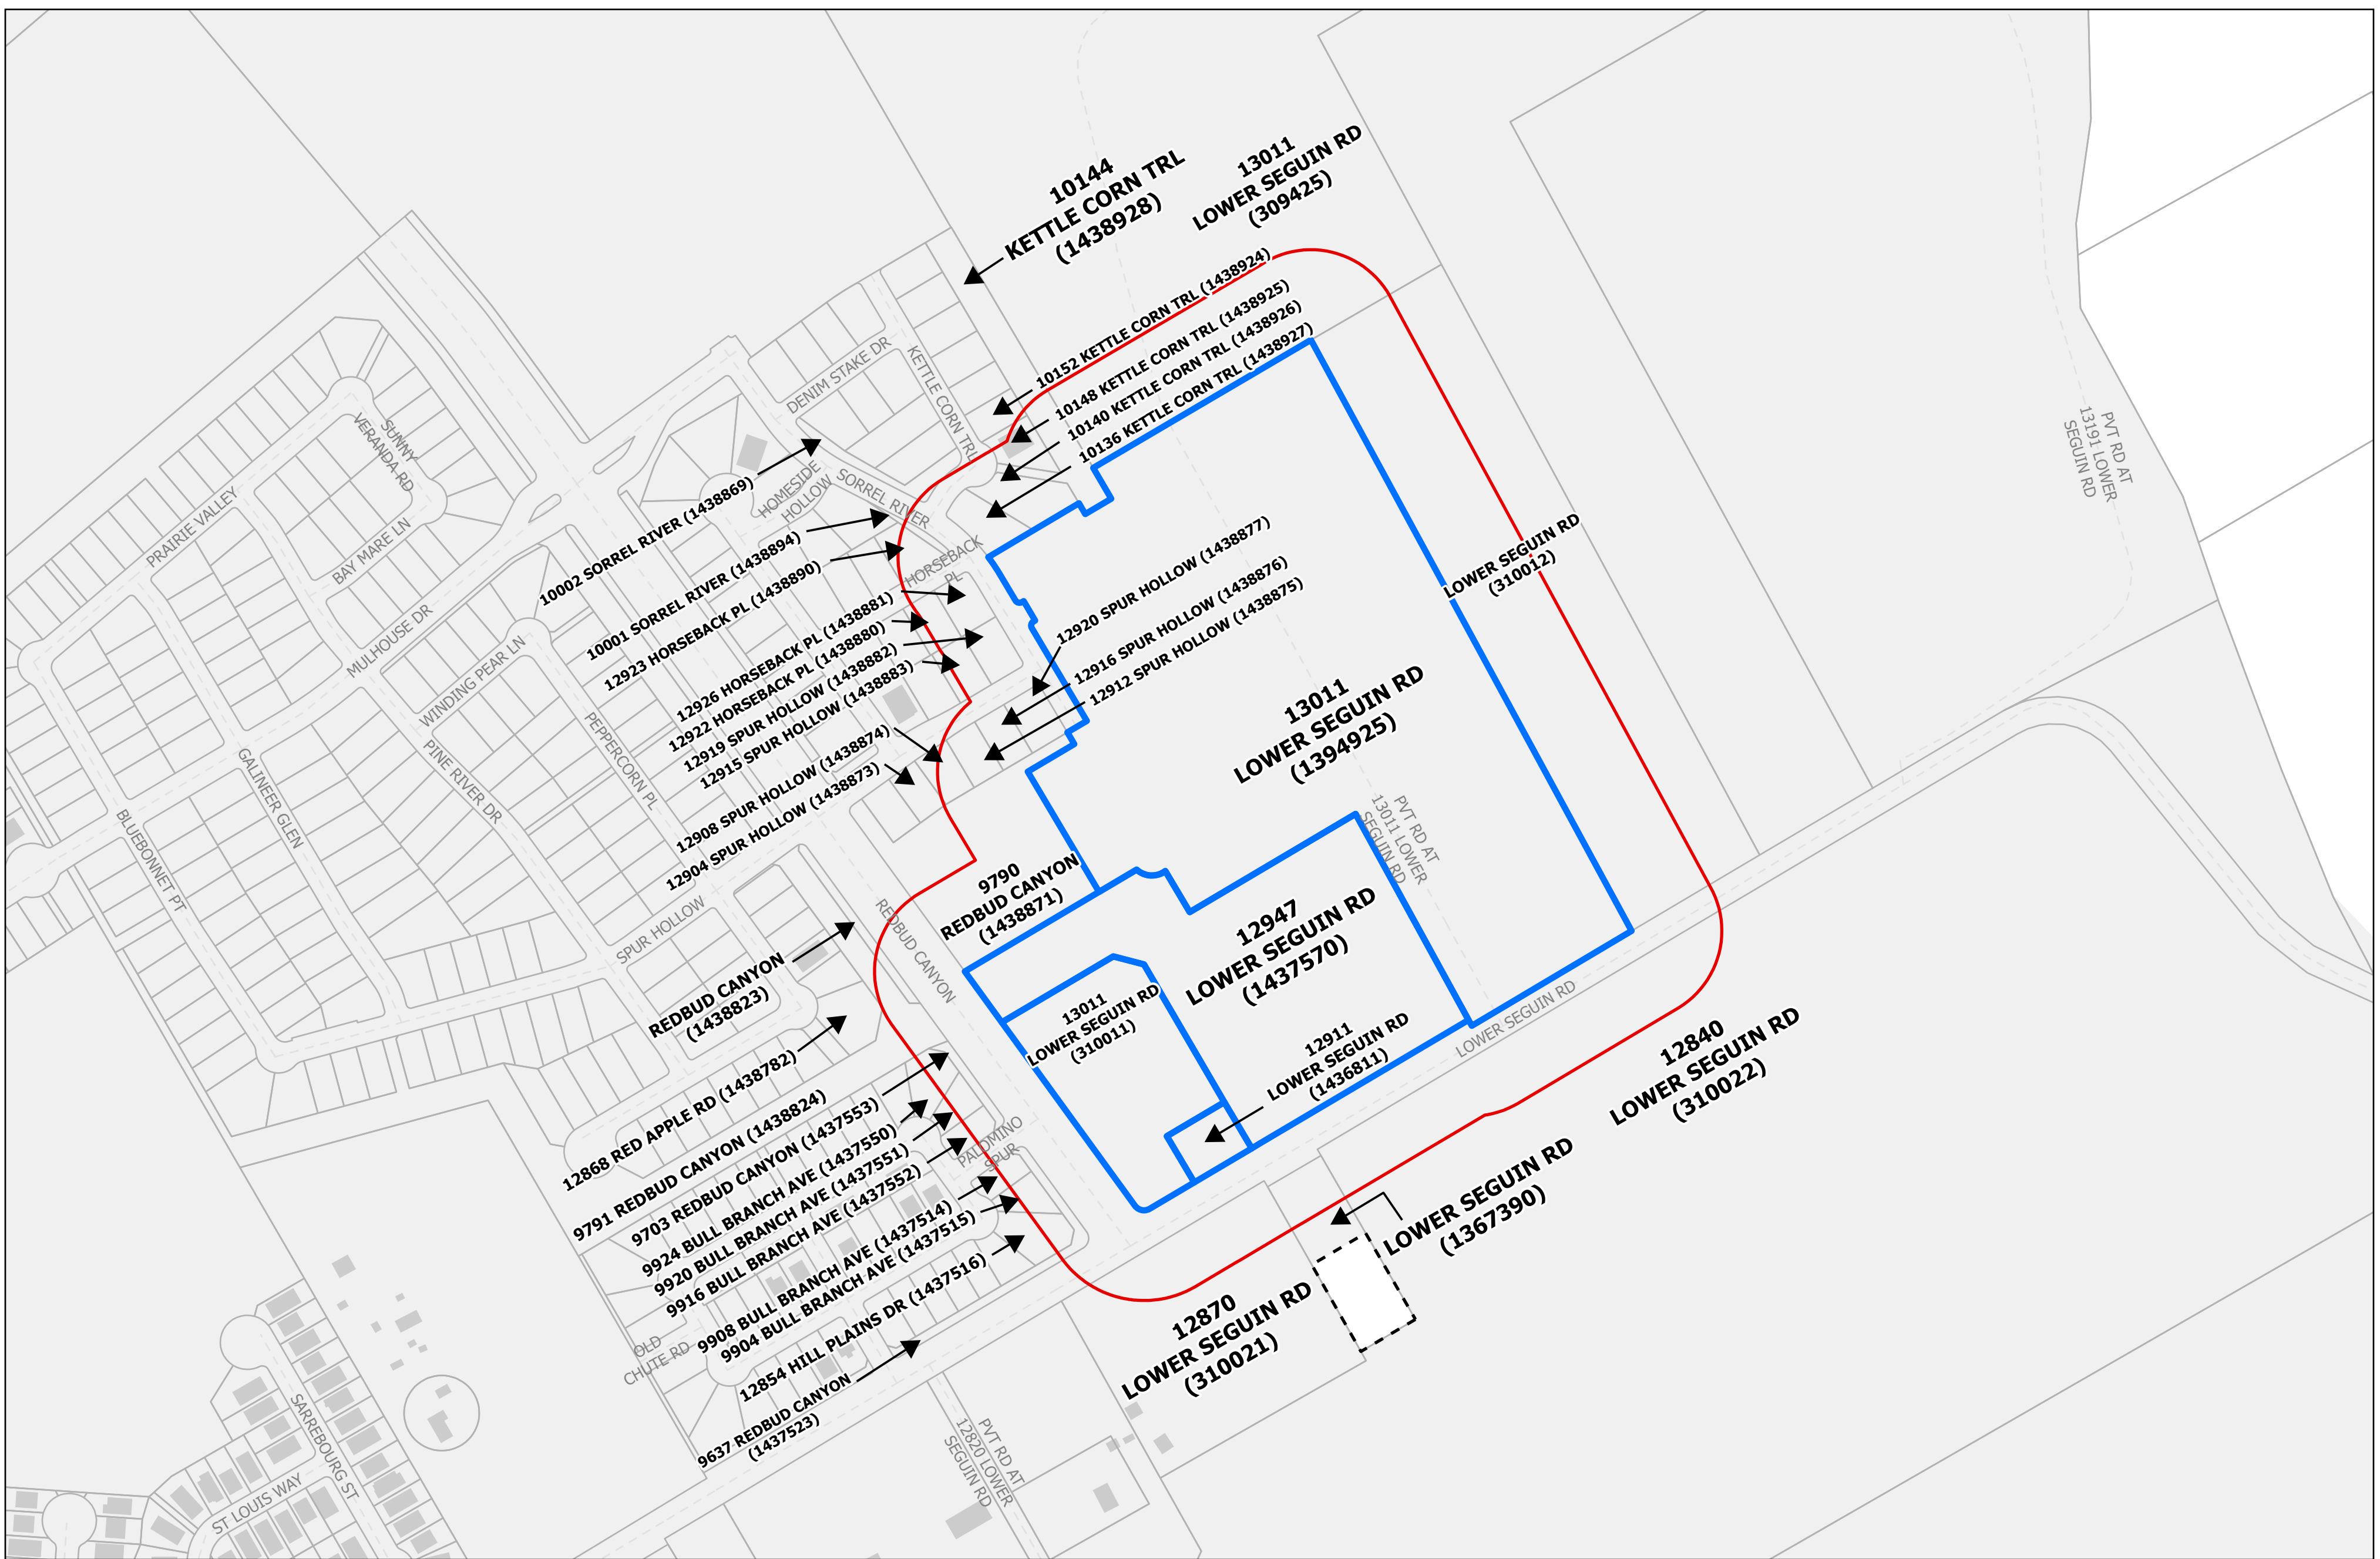 10144
KETTLE CORN TRL
(1438928)
13011
LOWER SEGUIN RD
(309425)
10152 KETTLE CORN TRL (1438924)
10148 KETTLE CORN TRL (1438925)
10140 KETTLE CORN TRL (1438926)
10136 KETTLE CORN TRL (1438927)
DENIM STAKE DR
KETTLE CORN TRL
SUNNY
VERANDA RD
PRAIRIE VALLEY
BAY MARE LN
HOMESIDE
HOLLOW
SORREL RIVER
HORSEBACK
PL
PVT RD AT
13191 LOWER
SEGUIN RD
10002 SORREL RIVER (1438869)
10001 SORREL RIVER (1438894)
12923 HORSEBACK PL (1438890)
12926 HORSEBACK PL (1438881)
12922 HORSEBACK PL (1438880)
12919 SPUR HOLLOW (1438882)
12915 SPUR HOLLOW (1438883)
12908 SPUR HOLLOW (1438874)
12904 SPUR HOLLOW (1438873)
12920 SPUR HOLLOW (1438877)
12916 SPUR HOLLOW (1438876)
12912 SPUR HOLLOW (1438875)
LOWER SEGUIN RD
(310012)
MULHOUSE DR
WINDING PEAR LN
PEPPERCORN PL
PINE RIVER DR
GALINEER GLEN
BLUEBONNET PT
SPUR HOLLOW
13011
LOWER SEGUIN RD
(1394925)
PVT RD AT
13011 LOWER
SEGUIN RD
9790
REDBUD CANYON
(1438871)
REDBUD CANYON
12947
LOWER SEGUIN RD
(1437570)
REDBUD CANYON
(1438823)
13011
LOWER SEGUIN RD
(310011)
12911
LOWER SEGUIN RD
(1436811)
LOWER SEGUIN RD
12840
LOWER SEGUIN RD
(310022)
12868 RED APPLE RD (1438782)
9791 REDBUD CANYON (1438824)
9703 REDBUD CANYON (1437553)
9924 BULL BRANCH AVE (1437550)
9920 BULL BRANCH AVE (1437551)
9916 BULL BRANCH AVE (1437552)
9908 BULL BRANCH AVE (1437514)
9904 BULL BRANCH AVE (1437515)
12854 HILL PLAINS DR (1437516)
9637 REDBUD CANYON
(1437523)
PALOMINO
SPUR
LOWER SEGUIN RD
(1367390)
12870
LOWER SEGUIN RD
(310021)
OLD
CHUTE RD
PVT RD AT
12820 LOWER
SEGUIN RD
SARREBOURG ST
ST LOUIS WAY